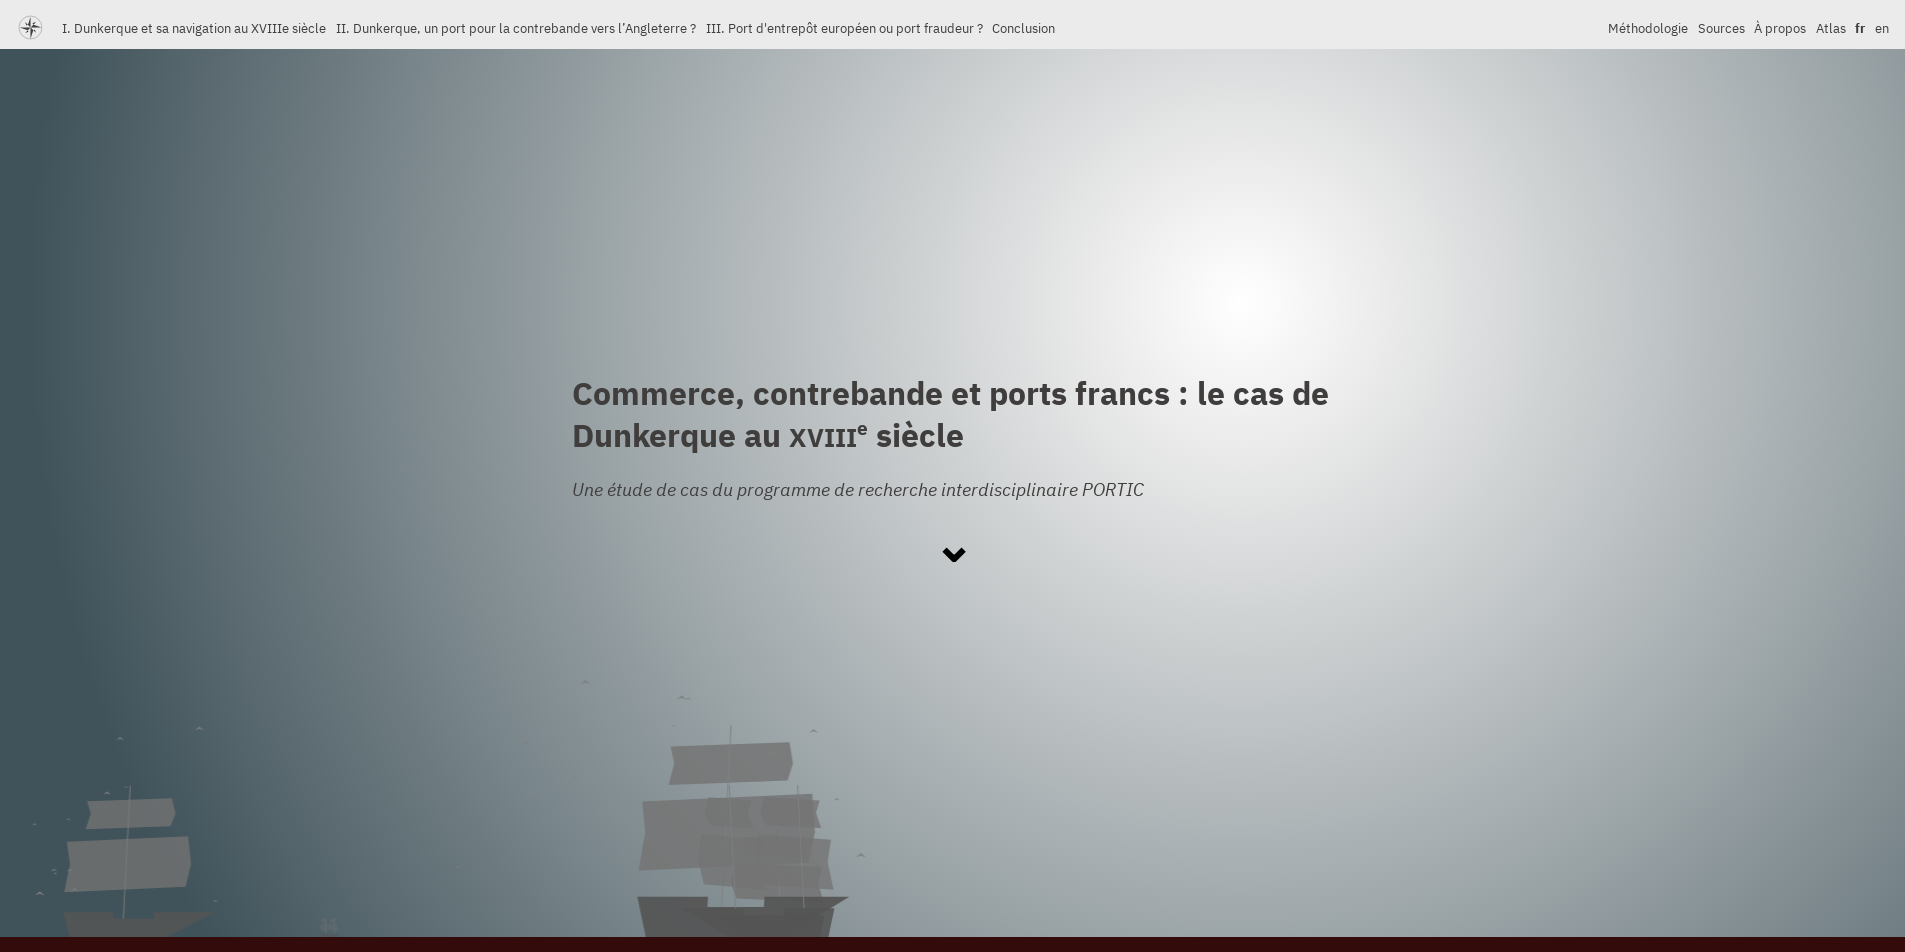 I. Dunkerque et sa navigation au XVIIIe siècle II. Dunkerque, un port pour la contrebande vers l’Angleterre ? III. Port d'entrepôt européen ou port fraudeur ? Conclusion Méthodologie Sources À propos Atlas fr en
Commerce, contrebande et ports francs : le cas de
Dunkerque au XVIIIe siècle
Une étude de cas du programme de recherche interdisciplinaire PORTIC